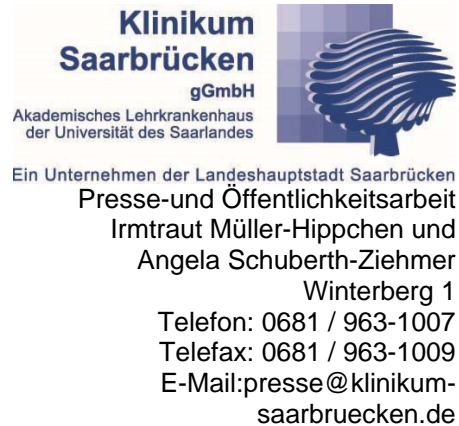 Klinikum
Saarbrücken
gGmbH
Akademisches Lehrkrankenhaus
der Universität des Saarlandes
Ein Unternehmen der Landeshauptstadt Saarbrücken
Presse-und Öffentlichkeitsarbeit
Irmtraut Müller-Hippchen und
Angela Schuberth-Ziehmer
Winterberg 1
Telefon: 0681 / 963-1007
Telefax: 0681 / 963-1009
E-Mail:presse@klinikum-
saarbruecken.de